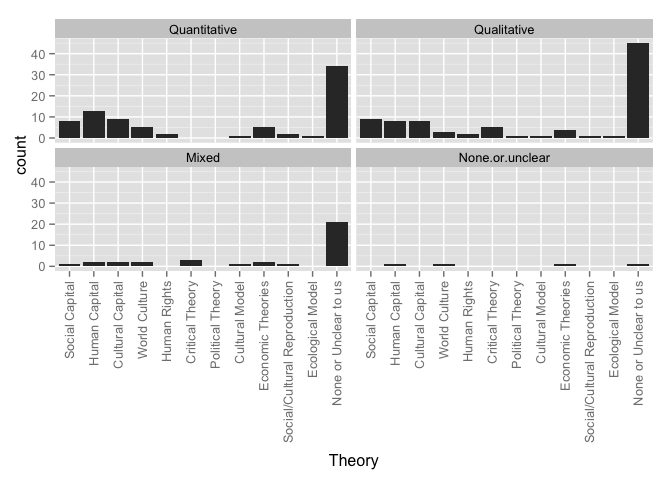 Quantitative
Qualitative
40
30
20
10
0
count
Mixed
None.or.unclear
40
30
20
10
0
Social Capital
Human Capital
Cultural Capital
World Culture
Human Rights
Critical Theory
Political Theory
Cultural Model
Economic Theories
Social/Cultural Reproduction
Ecological Model
None or Unclear to us
Social Capital
Human Capital
Cultural Capital
World Culture
Human Rights
Critical Theory
Political Theory
Cultural Model
Economic Theories
Social/Cultural Reproduction
Ecological Model
None or Unclear to us
Theory